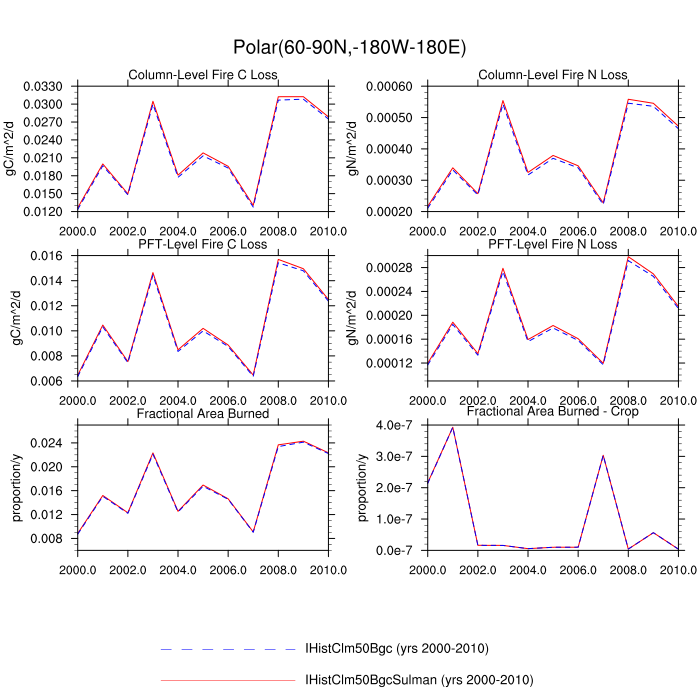 Polar(60-90N,-180W-180E)
Column-Level Fire C Loss
gC/m^2/d
0.0330
0.0300
0.0270
0.0240
0.0210
0.0180
0.0150
0.0120
2000.0 2002.0 2004.0 2006.0 2008.0 2010.0
Column-Level Fire N Loss
gN/m^2/d
0.00060
0.00050
0.00040
0.00030
0.00020
2000.0 2002.0 2004.0 2006.0 2008.0 2010.0
PFT-Level Fire C Loss
gC/m^2/d
0.016
0.014
0.012
0.010
0.008
0.006
2000.0 2002.0 2004.0 2006.0 2008.0 2010.0
PFT-Level Fire N Loss
gN/m^2/d
0.00028
0.00024
0.00020
0.00016
0.00012
2000.0 2002.0 2004.0 2006.0 2008.0 2010.0
Fractional Area Burned
proportion/y
0.024
0.020
0.016
0.012
0.008
2000.0 2002.0 2004.0 2006.0 2008.0 2010.0
Fractional Area Burned - Crop
proportion/y
4.0e-7
3.0e-7
2.0e-7
1.0e-7
0.0e-7
2000.0 2002.0 2004.0 2006.0 2008.0 2010.0
IHistClm50Bgc (yrs 2000-2010)
IHistClm50BgcSulman (yrs 2000-2010)